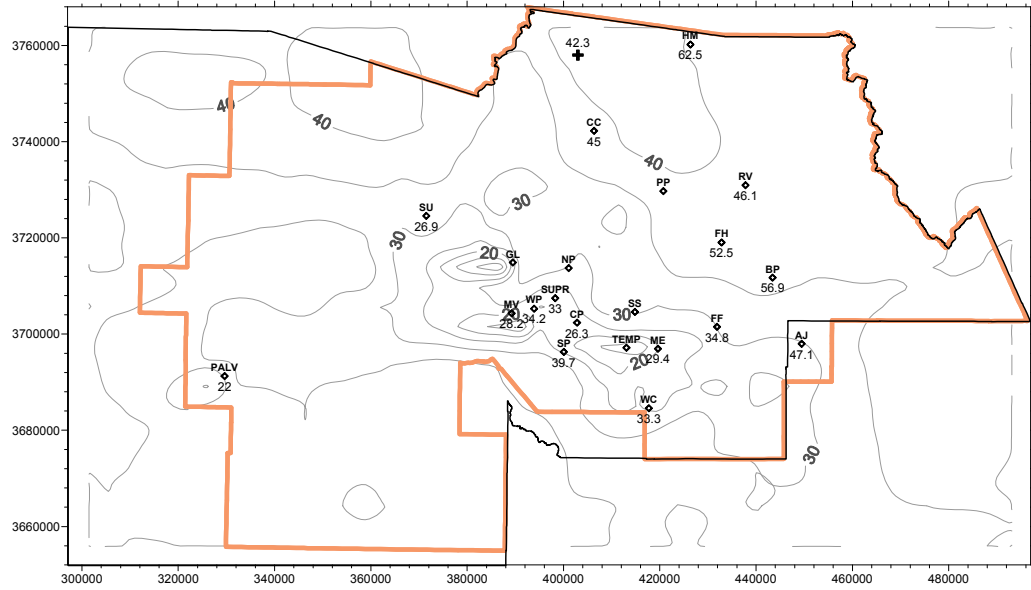 3760000
3740000
3720000
3700000
3680000
3660000
42.3
HM
62.5
40
40
CC
45
40
PP
RV
46.1
30
SU
26.9
30
FH
52.5
20
GL
NP
BP
56.9
SUPR
33
MV
28.2
20
WP
34.2
CP
26.3
30
SS
FF
34.8
SP
39.7
TEMP
20
ME
29.4
AJ
47.1
PALV
22
WC
33.3
30
300000 320000 340000 360000 380000 400000 420000 440000 460000 480000